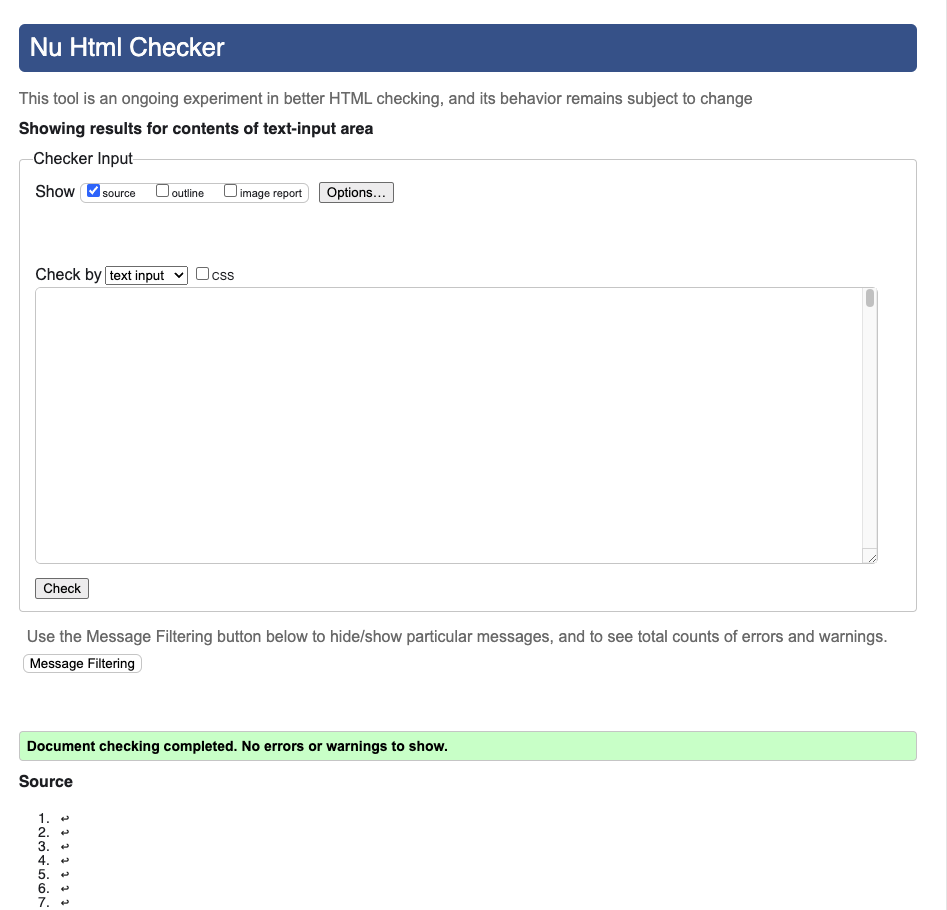 Nu Html Checker
This tool is an ongoing experiment in better HTML checking, and its behavior remains subject to change
Showing results for contents of text-input area
Checker Input
Show source outline image report Options...
Check by text input CSS
Check
Use the Message Filtering button below to hide/show particular messages, and to see total counts of errors and warnings.
Message Filtering
Document checking completed. No errors or warnings to show.
Source
1. ↩
2. ↩
3. ↩
4. ↩
5. ↩
6. ↩
7. ↩